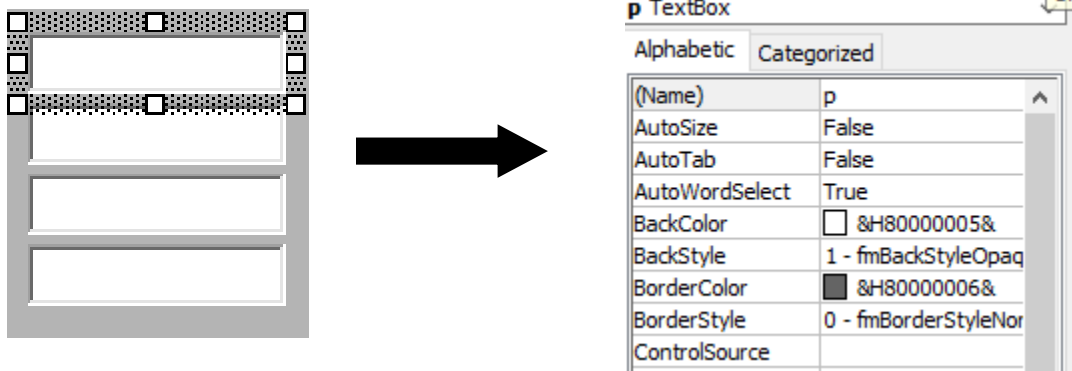 p TextBox
Alphabetic Categorized
(Name) p
AutoSize False
AutoTab False
AutoWordSelect True
BackColor &H80000005&
BackStyle 1 - fmBackStyleOpaq
BorderColor &H80000006&
BorderStyle 0 - fmBorderStyleNor
ControlSource